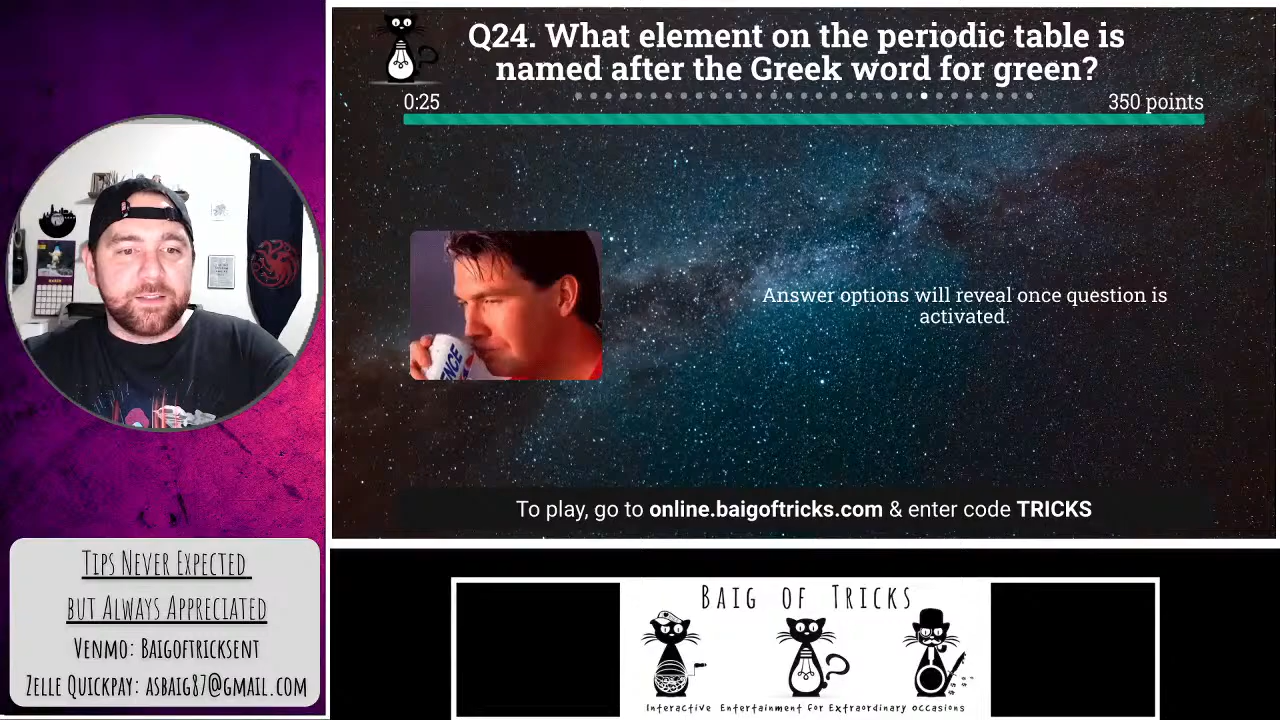 Q24. What element on the periodic table is
named after the Greek word for green?
0:25
350 points
Answer options will reveal once question is
activated.
To play, go to online.baigoftricks.com & enter code TRICKS
Tips Never Expected
but Always Appreciated
Venmo: Baigoftricksent
Zelle Quickpay: asbaig87@gmail.com
Baig of Tricks
Interactive Entertainment for Extraordinary Occasions